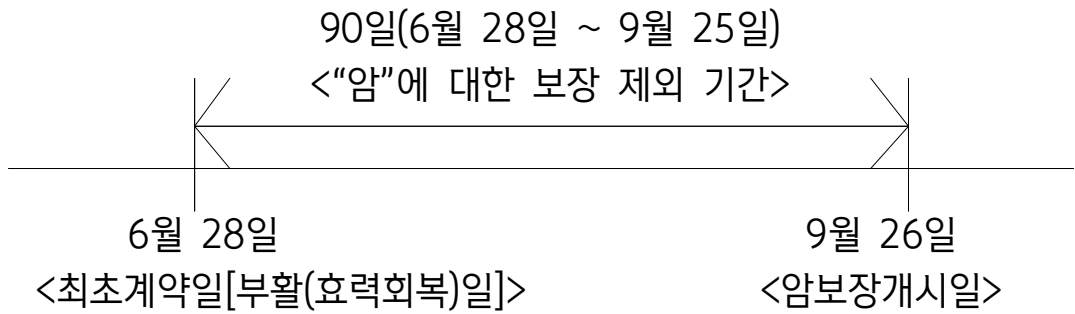 90일(6월 28일 ~ 9월 25일)
<“암”에 대한 보장 제외 기간>
6월 28일
<최초계약일[부활(효력회복)일]>
9월 26일
<암보장개시일>